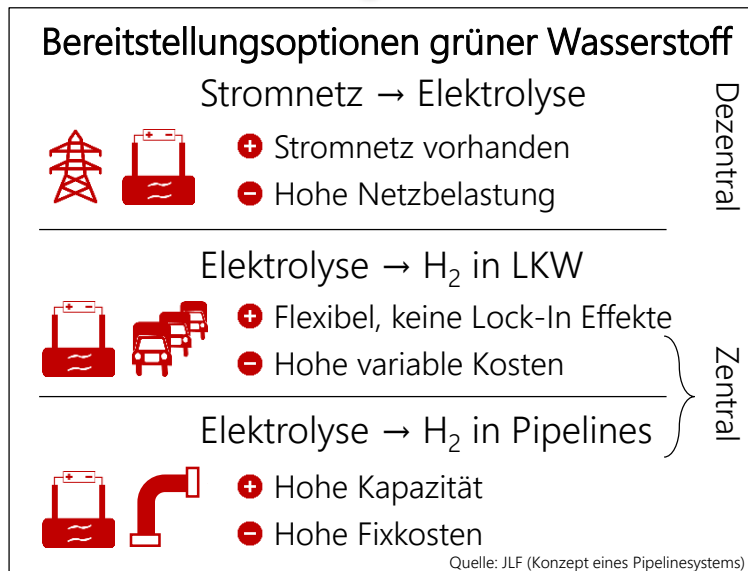 Bereitstellungsoptionen grüner Wasserstoff
Stromnetz → Elektrolyse
+ Stromnetz vorhanden
− Hohe Netzbelastung
Dezentral
Elektrolyse → H₂ in LKW
+ Flexibel, keine Lock-In Effekte
− Hohe variable Kosten
Zentral
Elektrolyse → H₂ in Pipelines
+ Hohe Kapazität
− Hohe Fixkosten
Quelle: JLF (Konzept eines Pipelinesystems)